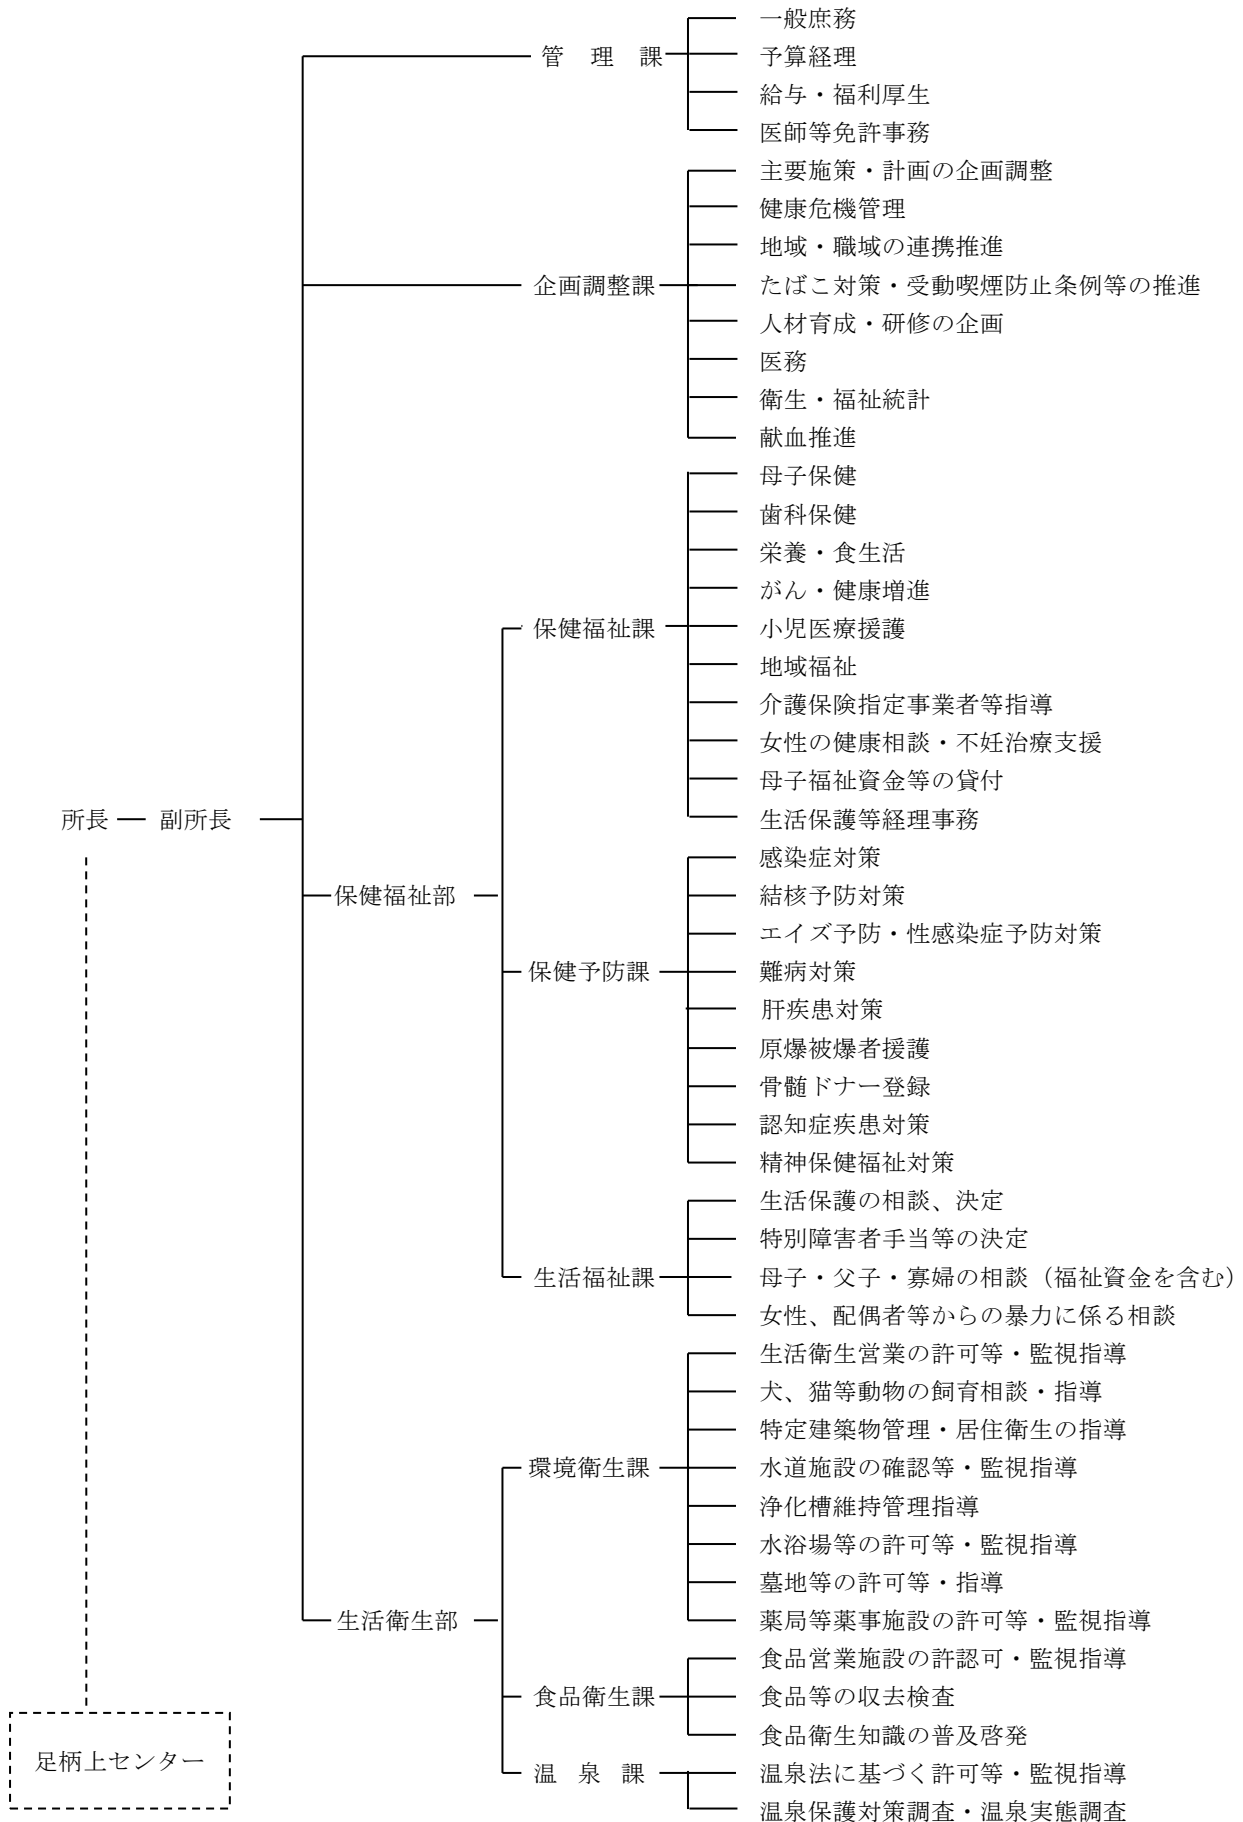 一般庶務
管 理 課
予算経理
給与・福利厚生
医師等免許事務
主要施策・計画の企画調整
健康危機管理
地域・職域の連携推進
企画調整課
たばこ対策・受動喫煙防止条例等の推進
人材育成・研修の企画
医務
衛生・福祉統計
献血推進
母子保健
歯科保健
栄養・食生活
がん・健康増進
保健福祉課
小児医療援護
地域福祉
介護保険指定事業者等指導
女性の健康相談・不妊治療支援
母子福祉資金等の貸付
所長
副所長
生活保護等経理事務
感染症対策
保健福祉部
結核予防対策
エイズ予防・性感染症予防対策
保健予防課
難病対策
肝疾患対策
原爆被爆者援護
骨髄ドナー登録
認知症疾患対策
精神保健福祉対策
生活保護の相談、決定
特別障害者手当等の決定
生活福祉課
母子・父子・寡婦の相談（福祉資金を含む）
女性、配偶者等からの暴力に係る相談
生活衛生営業の許可等・監視指導
犬、猫等動物の飼育相談・指導
特定建築物管理・居住衛生の指導
環境衛生課
水道施設の確認等・監視指導
浄化槽維持管理指導
水浴場等の許可等・監視指導
墓地等の許可等・指導
生活衛生部
薬局等薬事施設の許可等・監視指導
食品営業施設の許認可・監視指導
食品衛生課
食品等の収去検査
食品衛生知識の普及啓発
足柄上センター
温 泉 課
温泉法に基づく許可等・監視指導
温泉保護対策調査・温泉実態調査